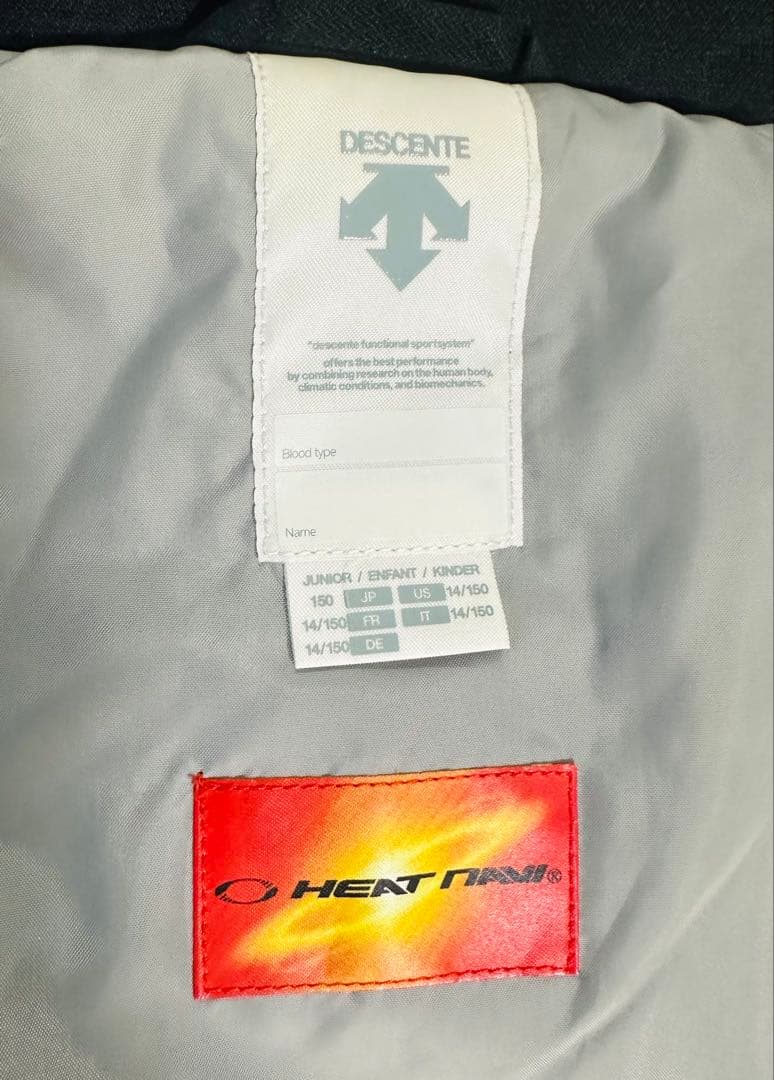 DESCENTE
"descente functional sportsystem"
offers the best performance
by combining research on the human body,
climatic conditions, and biomechanics.
Blood type
Name
JUNIOR / ENFANT / KINDER
150 JP US 14/150
14/150 FR IT 14/150
14/150 DE
HEAT NAVI®